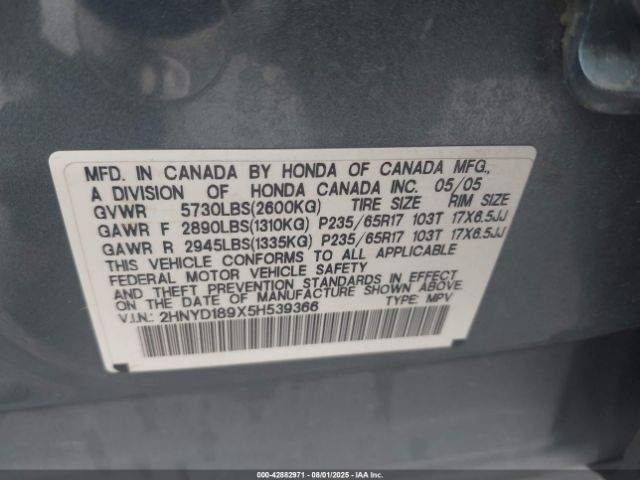 MFD. IN CANADA BY HONDA OF CANADA MFG.,
A DIVISION OF HONDA CANADA INC. 05/05
GVWR 5730LBS(2600KG) TIRE SIZE RIM SIZE
GAWR F 2890LBS(1310KG) P235/65R17 103T 17X6.5JJ
GAWR R 2945LBS(1335KG) P235/65R17 103T 17X6.5JJ
THIS VEHICLE CONFORMS TO ALL APPLICABLE
FEDERAL MOTOR VEHICLE SAFETY
AND THEFT PREVENTION STANDARDS IN EFFECT
ON THE DATE OF MANUFACTURE SHOWN ABOVE.
V.I.N.: 2HNYD189X5H539366 TYPE: MPV
000-42882971 - 08/01/2025 - IAA Inc.